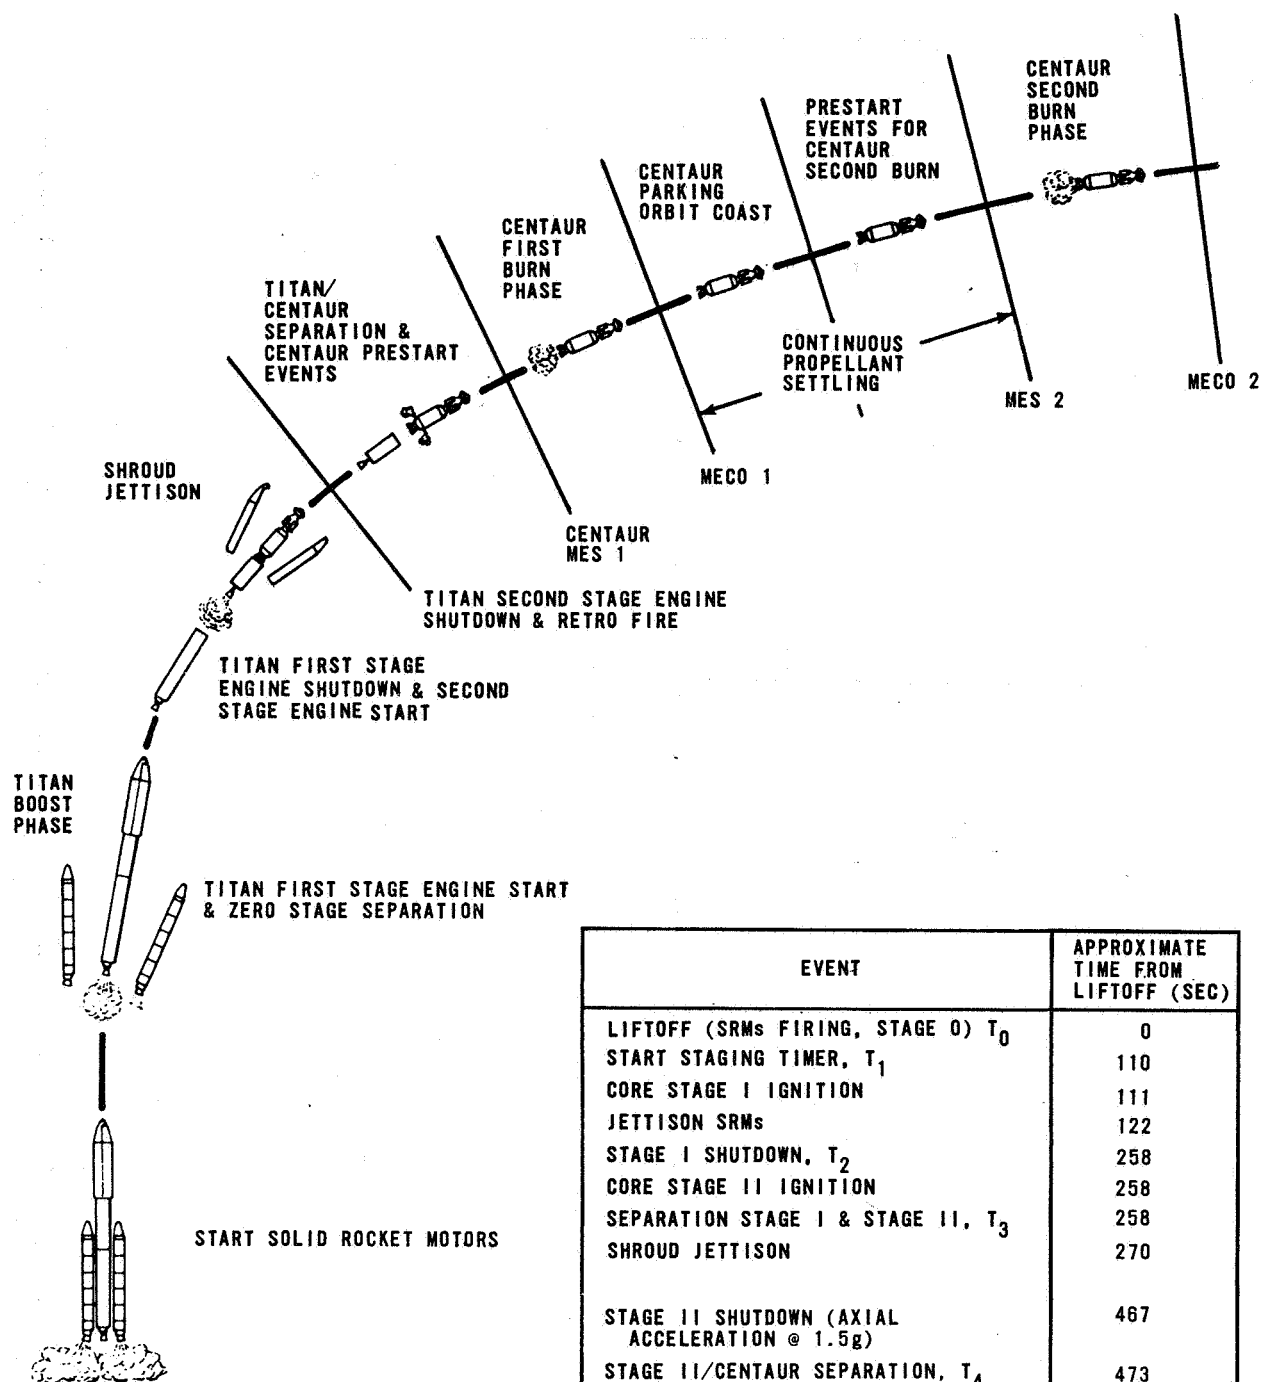 CENTAUR
SECOND
BURN
PHASE
PRESTART
EVENTS FOR
CENTAUR
SECOND BURN
CENTAUR
PARKING
ORBIT COAST
CENTAUR
FIRST
BURN
PHASE
TITAN/
CENTAUR
SEPARATION &
CENTAUR PRESTART
EVENTS
CONTINUOUS
PROPELLANT
SETTLING
MECO 2
MES 2
MECO 1
SHROUD
JETTISON
CENTAUR
MES 1
TITAN SECOND STAGE ENGINE
SHUTDOWN & RETRO FIRE
TITAN FIRST STAGE
ENGINE SHUTDOWN & SECOND
STAGE ENGINE START
TITAN
BOOST
PHASE
TITAN FIRST STAGE ENGINE START
& ZERO STAGE SEPARATION
START SOLID ROCKET MOTORS
EVENT
APPROXIMATE
TIME FROM
LIFTOFF (SEC)
LIFTOFF (SRMs FIRING, STAGE 0) T0 0
START STAGING TIMER, T1 110
CORE STAGE I IGNITION 111
JETTISON SRMs 122
STAGE I SHUTDOWN, T2 258
CORE STAGE II IGNITION 258
SEPARATION STAGE I & STAGE II, T3 258
SHROUD JETTISON 270
STAGE II SHUTDOWN (AXIAL 467
ACCELERATION @ 1.5g)
STAGE II/CENTAUR SEPARATION, T4 473